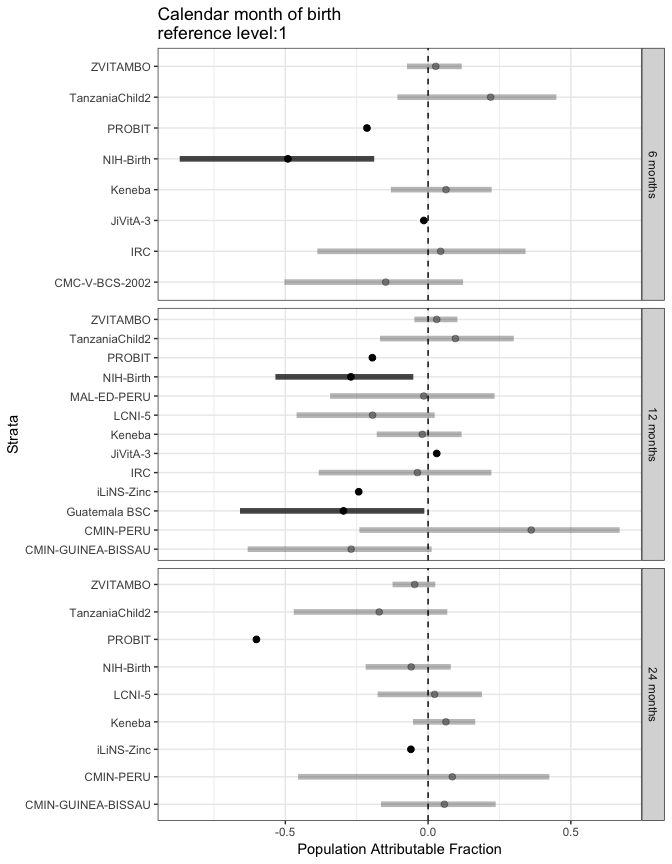 Calendar month of birth
reference level:1
Strata
ZVITAMBO
TanzaniaChild2
PROBIT
NIH-Birth
Keneba
JiVitA-3
IRC
CMC-V-BCS-2002
6 months
ZVITAMBO
TanzaniaChild2
PROBIT
NIH-Birth
MAL-ED-PERU
LCNI-5
Keneba
JiVitA-3
IRC
iLiNS-Zinc
Guatemala BSC
CMIN-PERU
CMIN-GUINEA-BISSAU
12 months
ZVITAMBO
TanzaniaChild2
PROBIT
NIH-Birth
LCNI-5
Keneba
iLiNS-Zinc
CMIN-PERU
CMIN-GUINEA-BISSAU
24 months
-0.5 0.0 0.5
Population Attributable Fraction